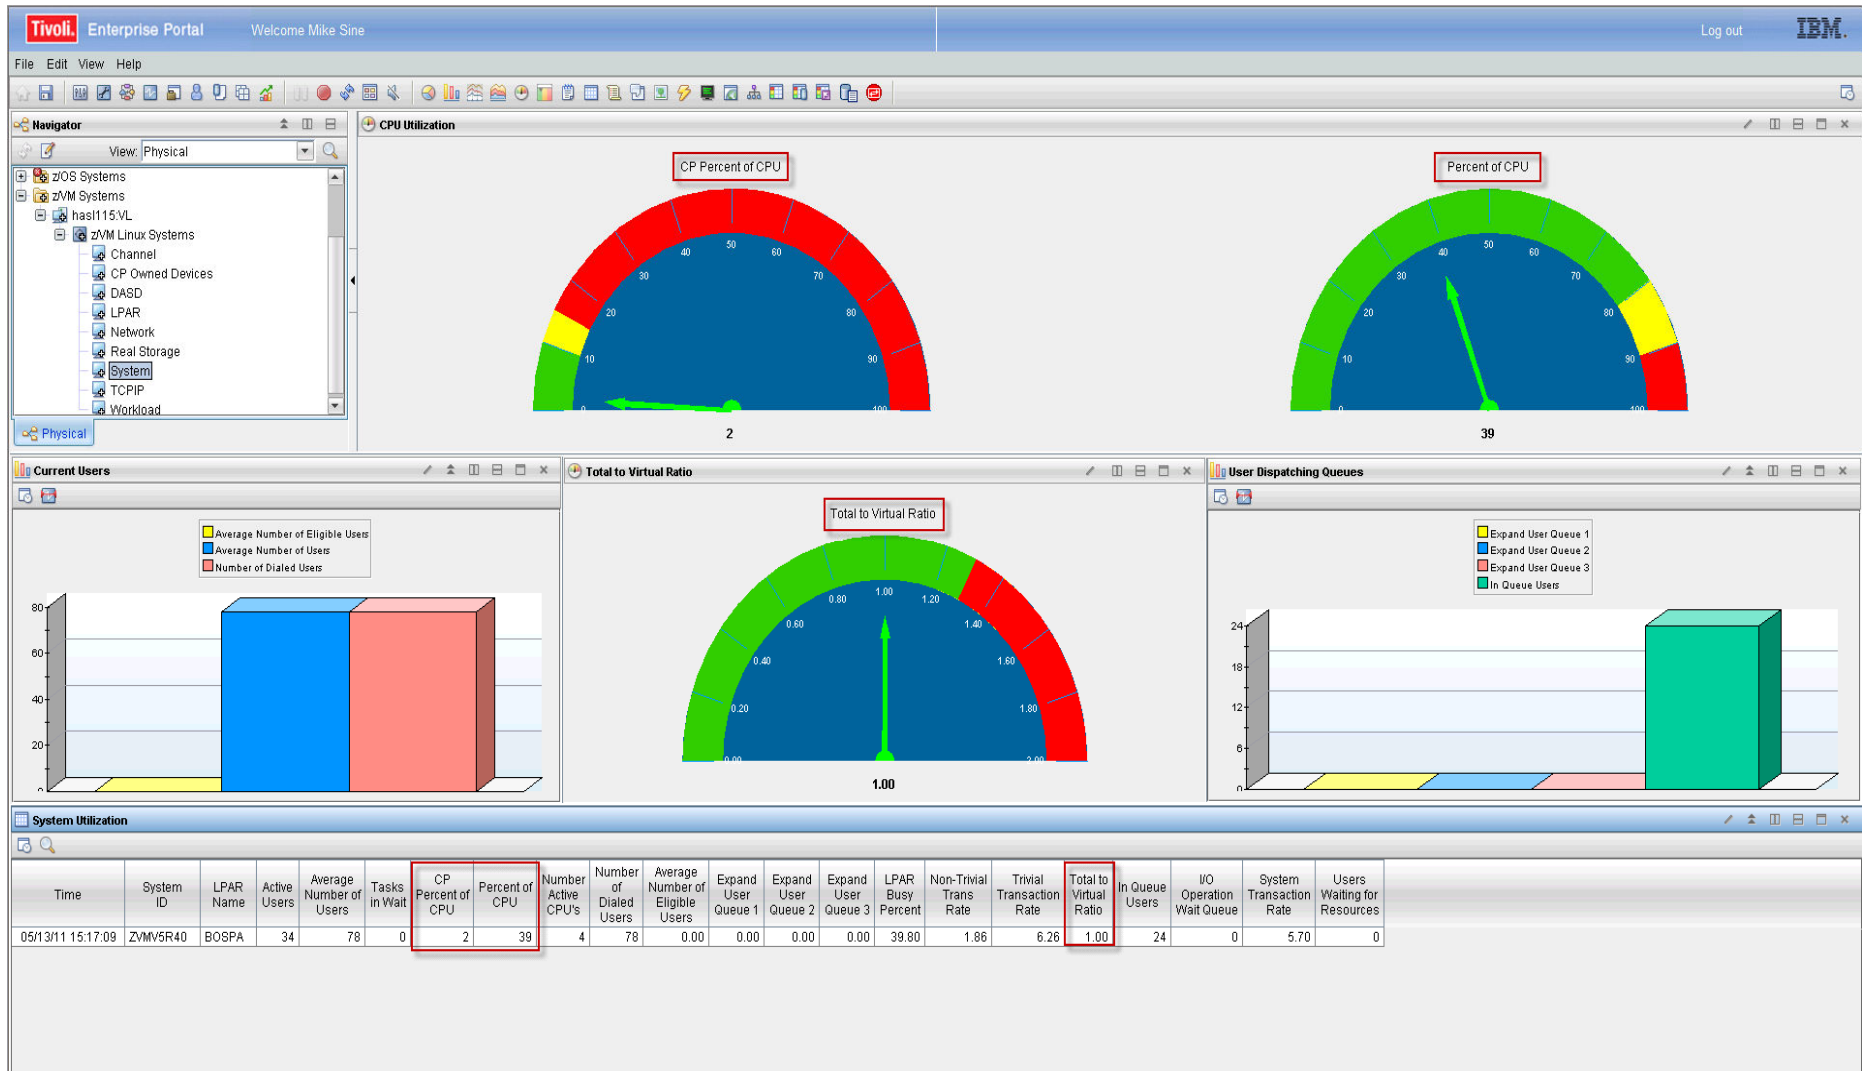 Tivoli. Enterprise Portal Welcome Mike Sine Log out IBM.
File Edit View Help
Navigator
View: Physical
z/OS Systems
z/VM Systems
hasl115:VL
z/VM Linux Systems
Channel
CP Owned Devices
DASD
LPAR
Network
Real Storage
System
TCPIP
Workload
Physical
CPU Utilization
CP Percent of CPU
0 10 20 30 40 50 60 70 80 90 100
2
Percent of CPU
0 10 20 30 40 50 60 70 80 90 100
39
Current Users
Average Number of Eligible Users
Average Number of Users
Number of Dialed Users
80
60
40
20
0
Total to Virtual Ratio
Total to Virtual Ratio
0.00 0.20 0.40 0.60 0.80 1.00 1.20 1.40 1.60 1.80 2.00
1.00
User Dispatching Queues
Expand User Queue 1
Expand User Queue 2
Expand User Queue 3
In Queue Users
24
18
12
6
0
System Utilization
Time
System
ID
LPAR
Name
Active
Users
Average
Number of
Users
Tasks
in Wait
CP
Percent of
CPU
Percent of
CPU
Number
Active
CPU's
Number
of
Dialed
Users
Average
Number of
Eligible
Users
Expand
User
Queue 1
Expand
User
Queue 2
Expand
User
Queue 3
LPAR
Busy
Percent
Non-Trivial
Trans
Rate
Trivial
Transaction
Rate
Total to
Virtual
Ratio
In Queue
Users
I/O
Operation
Wait Queue
System
Transaction
Rate
Users
Waiting for
Resources
05/13/11 15:17:09 ZVMV5R40 BOSPA 34 78 0 2 39 4 78 0.00 0.00 0.00 0.00 39.80 1.86 6.26 1.00 24 0 5.70 0